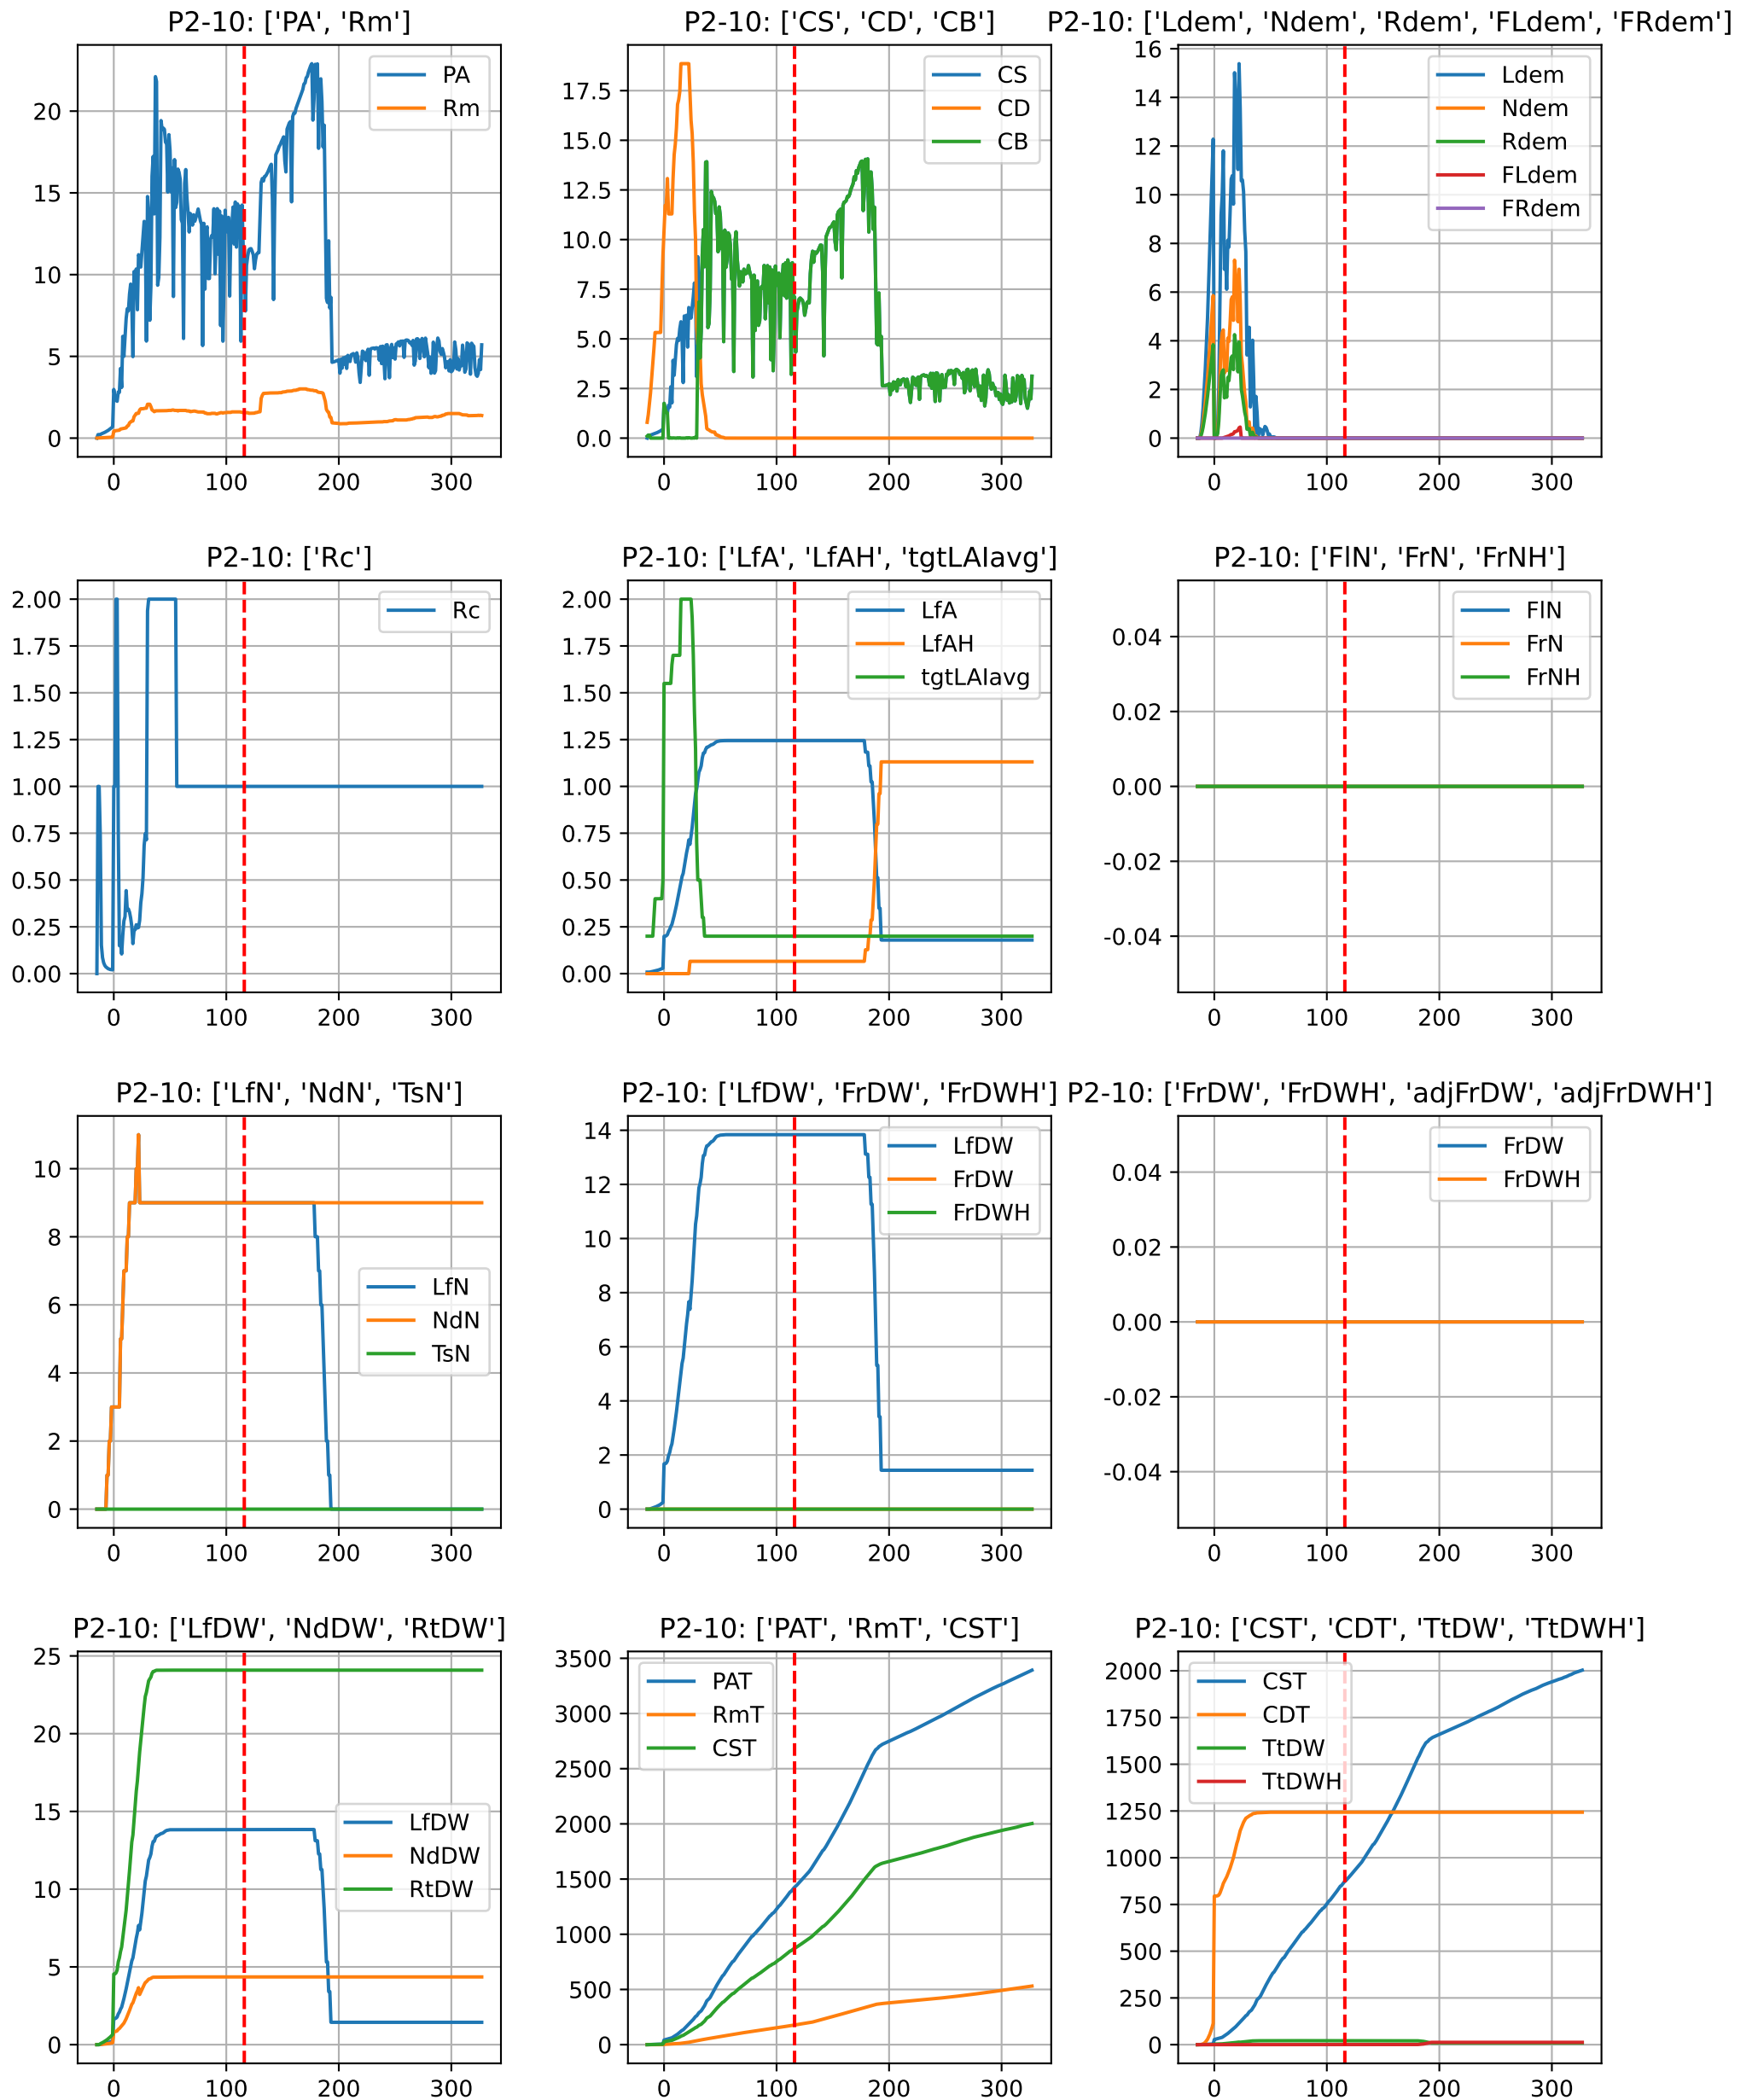 P2-10: ['PA', 'Rm']
20
15
10
5
0
0 100 200 300
PA
Rm
P2-10: ['CS', 'CD', 'CB']
17.5
15.0
12.5
10.0
7.5
5.0
2.5
0.0
0 100 200 300
CS
CD
CB
P2-10: ['Ldem', 'Ndem', 'Rdem', 'FLdem', 'FRdem']
16
14
12
10
8
6
4
2
0
0 100 200 300
Ldem
Ndem
Rdem
FLdem
FRdem
P2-10: ['Rc']
2.00
1.75
1.50
1.25
1.00
0.75
0.50
0.25
0.00
0 100 200 300
Rc
P2-10: ['LfA', 'LfAH', 'tgtLAIavg']
2.00
1.75
1.50
1.25
1.00
0.75
0.50
0.25
0.00
0 100 200 300
LfA
LfAH
tgtLAIavg
P2-10: ['FlN', 'FrN', 'FrNH']
0.04
0.02
0.00
-0.02
-0.04
0 100 200 300
FlN
FrN
FrNH
P2-10: ['LfN', 'NdN', 'TsN']
10
8
6
4
2
0
0 100 200 300
LfN
NdN
TsN
P2-10: ['LfDW', 'FrDW', 'FrDWH']
14
12
10
8
6
4
2
0
0 100 200 300
LfDW
FrDW
FrDWH
P2-10: ['FrDW', 'FrDWH', 'adjFrDW', 'adjFrDWH']
0.04
0.02
0.00
-0.02
-0.04
0 100 200 300
FrDW
FrDWH
P2-10: ['LfDW', 'NdDW', 'RtDW']
25
20
15
10
5
0
0 100 200 300
LfDW
NdDW
RtDW
P2-10: ['PAT', 'RmT', 'CST']
3500
3000
2500
2000
1500
1000
500
0
0 100 200 300
PAT
RmT
CST
P2-10: ['CST', 'CDT', 'TtDW', 'TtDWH']
2000
1750
1500
1250
1000
750
500
250
0
0 100 200 300
CST
CDT
TtDW
TtDWH